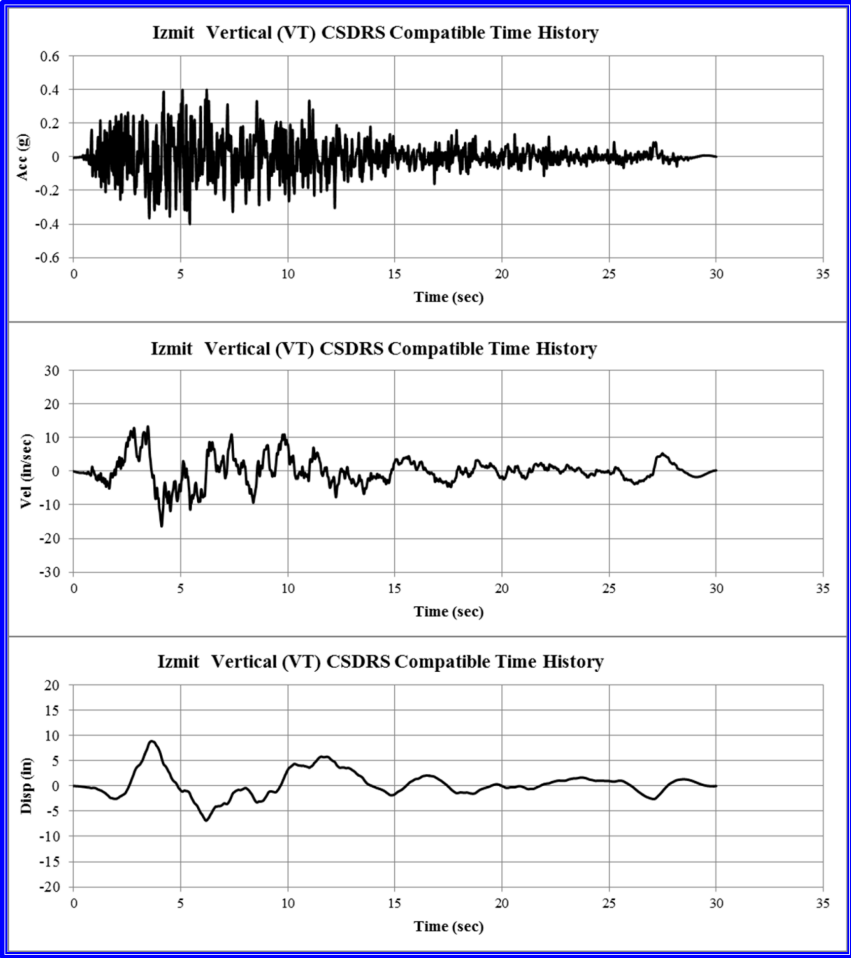 Izmit Vertical (VT) CSDRS Compatible Time History
0.6
0.4
0.2
0
-0.2
-0.4
-0.6
Acc (g)
0 5 10 15 20 25 30 35
Time (sec)
Izmit Vertical (VT) CSDRS Compatible Time History
30
20
10
0
-10
-20
-30
Vel (in/sec)
0 5 10 15 20 25 30 35
Time (sec)
Izmit Vertical (VT) CSDRS Compatible Time History
20
15
10
5
0
-5
-10
-15
-20
Disp (in)
0 5 10 15 20 25 30 35
Time (sec)